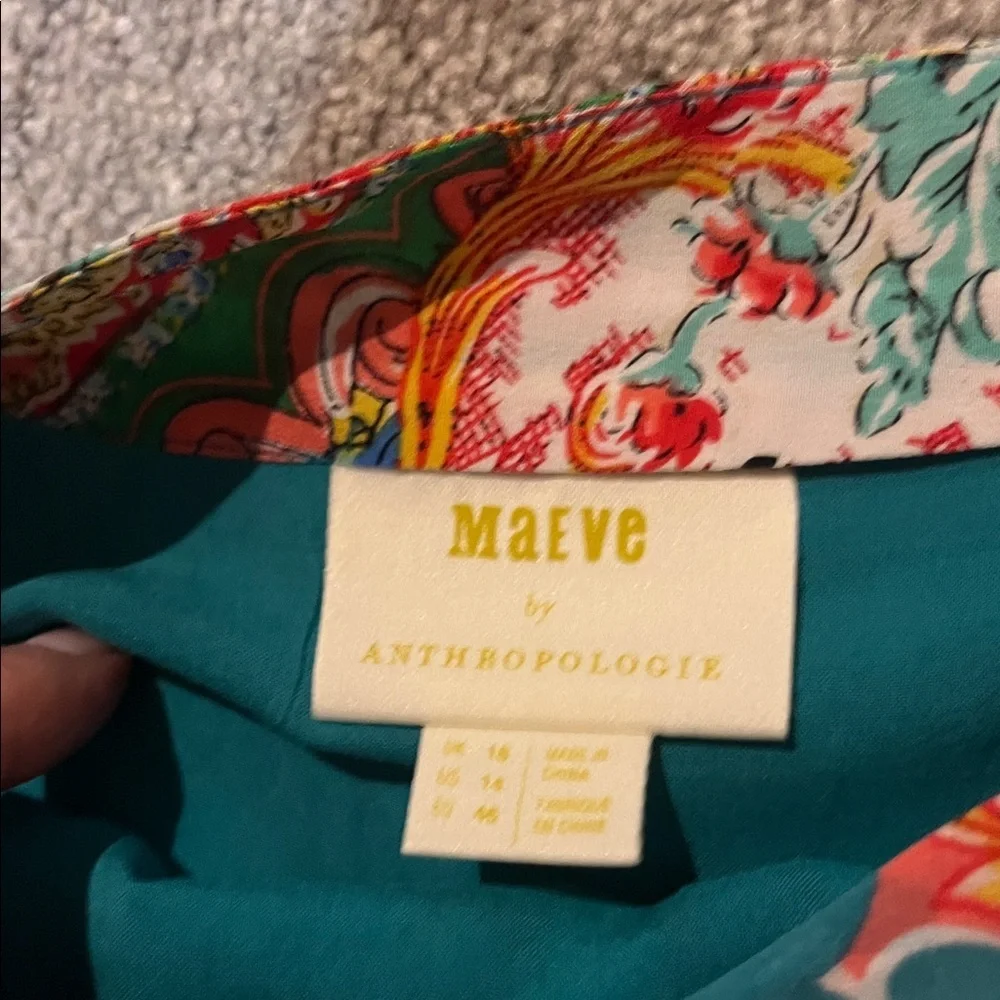 MaEVe
by
ANTHROPOLOGIE
UK 18
US 14
EU 46
MADE IN
CHINA
FABRIQUÉ
EN CHINE